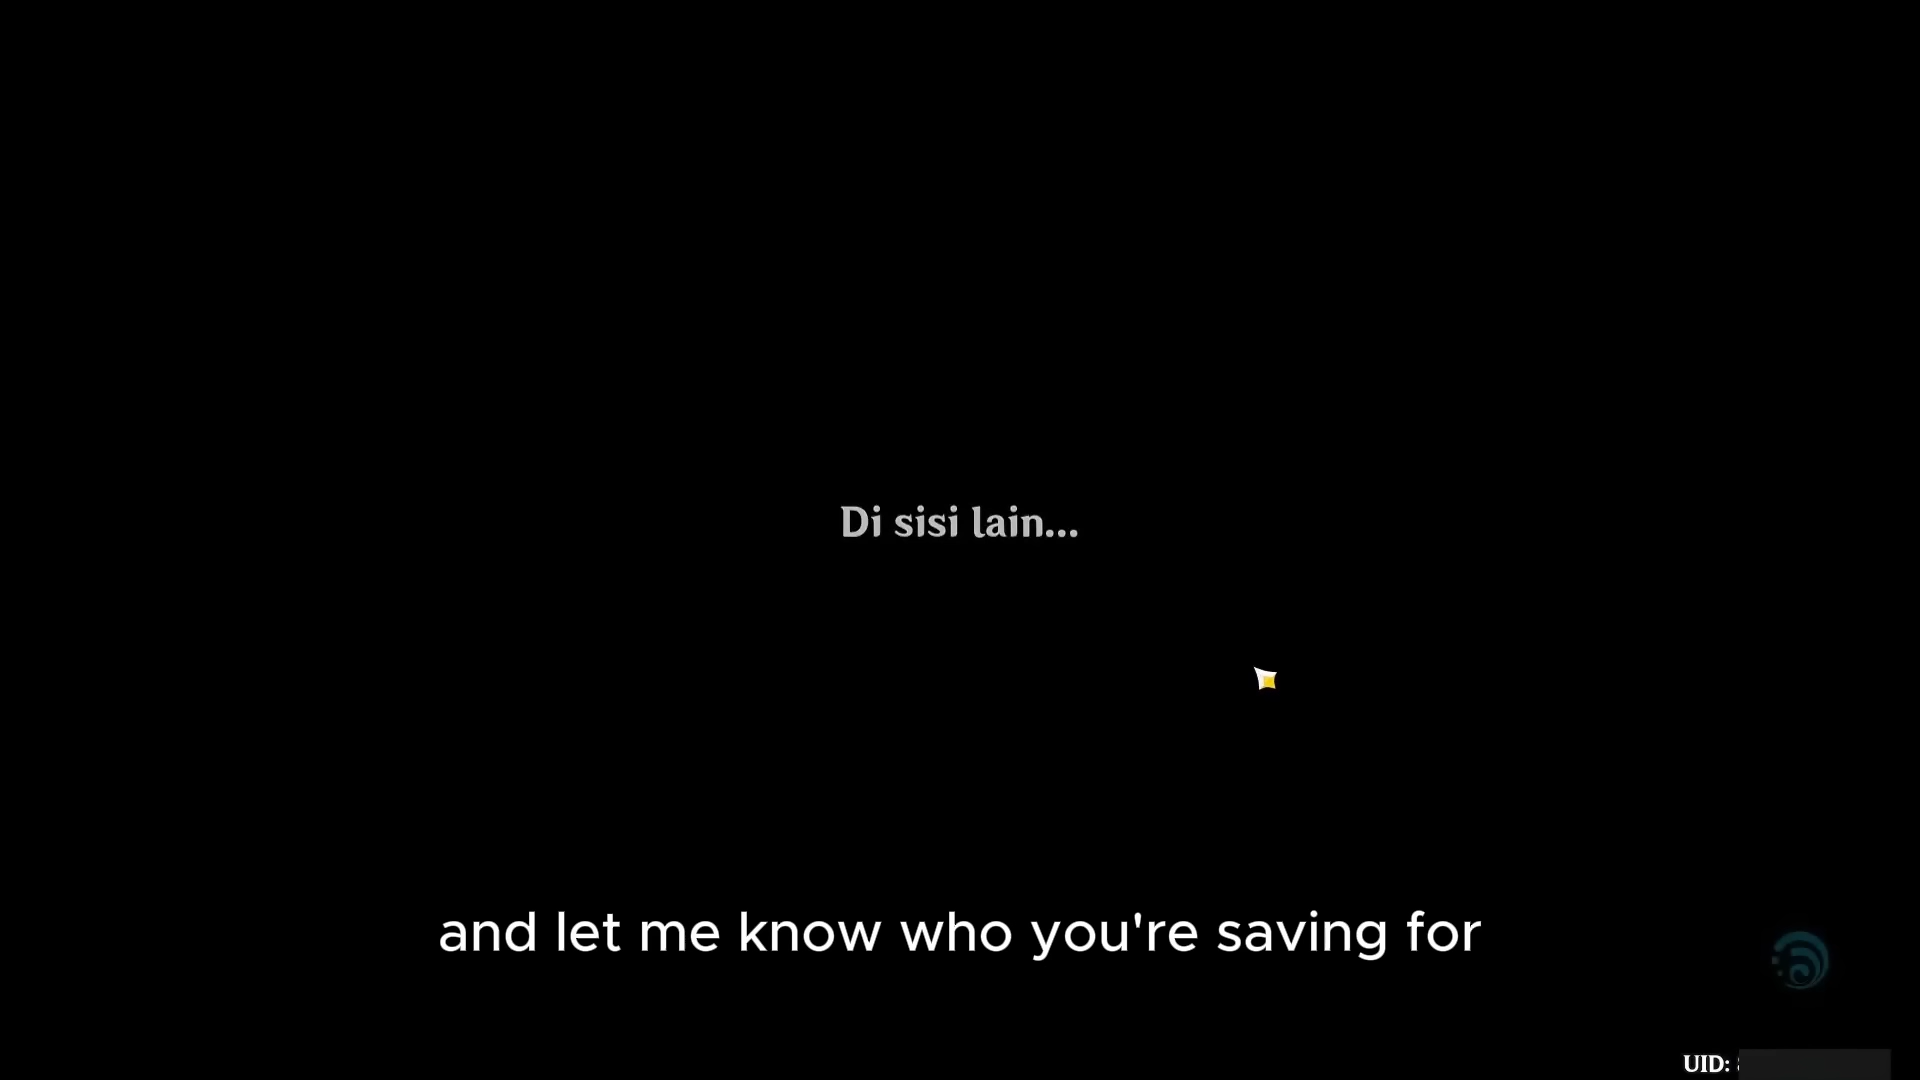 Di sisi lain...
and let me know who you're saving for
UID: